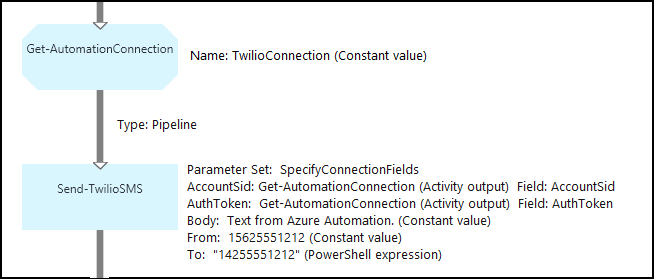 Get-AutomationConnection
Name: TwilioConnection (Constant value)
Type: Pipeline
Send-TwilioSMS
Parameter Set: SpecifyConnectionFields
AccountSid: Get-AutomationConnection (Activity output) Field: AccountSid
AuthToken: Get-AutomationConnection (Activity output) Field: AuthToken
Body: Text from Azure Automation. (Constant value)
From: 15625551212 (Constant value)
To: "14255551212" (PowerShell expression)